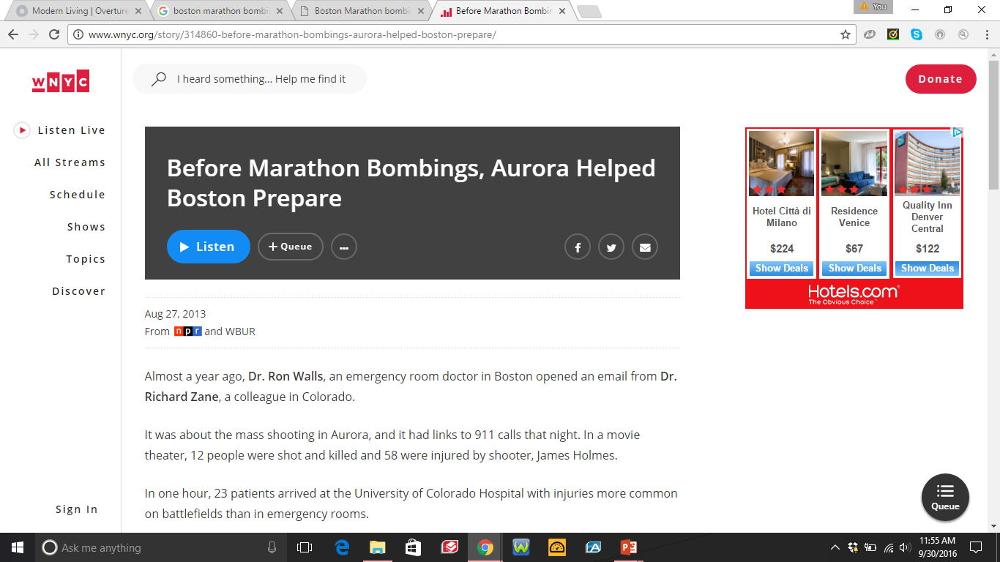 Modern Living | Overture
boston marathon bombi
Boston Marathon bombi
Before Marathon Bombin
You
www.wnyc.org/story/314860-before-marathon-bombings-aurora-helped-boston-prepare/
WNYC
I heard something... Help me find it
Donate
Listen Live
All Streams
Schedule
Shows
Topics
Discover
Sign In
Before Marathon Bombings, Aurora Helped
Boston Prepare
Listen
+ Queue
...
Aug 27, 2013
From npr and WBUR
Almost a year ago, Dr. Ron Walls, an emergency room doctor in Boston opened an email from Dr.
Richard Zane, a colleague in Colorado.
It was about the mass shooting in Aurora, and it had links to 911 calls that night. In a movie
theater, 12 people were shot and killed and 58 were injured by shooter, James Holmes.
In one hour, 23 patients arrived at the University of Colorado Hospital with injuries more common
on battlefields than in emergency rooms.
Hotel Città di
Milano
$224
Show Deals
Residence
Venice
$67
Show Deals
Quality Inn
Denver
Central
$122
Show Deals
Hotels.com
The Obvious Choice™
Queue
Ask me anything
11:55 AM
9/30/2016